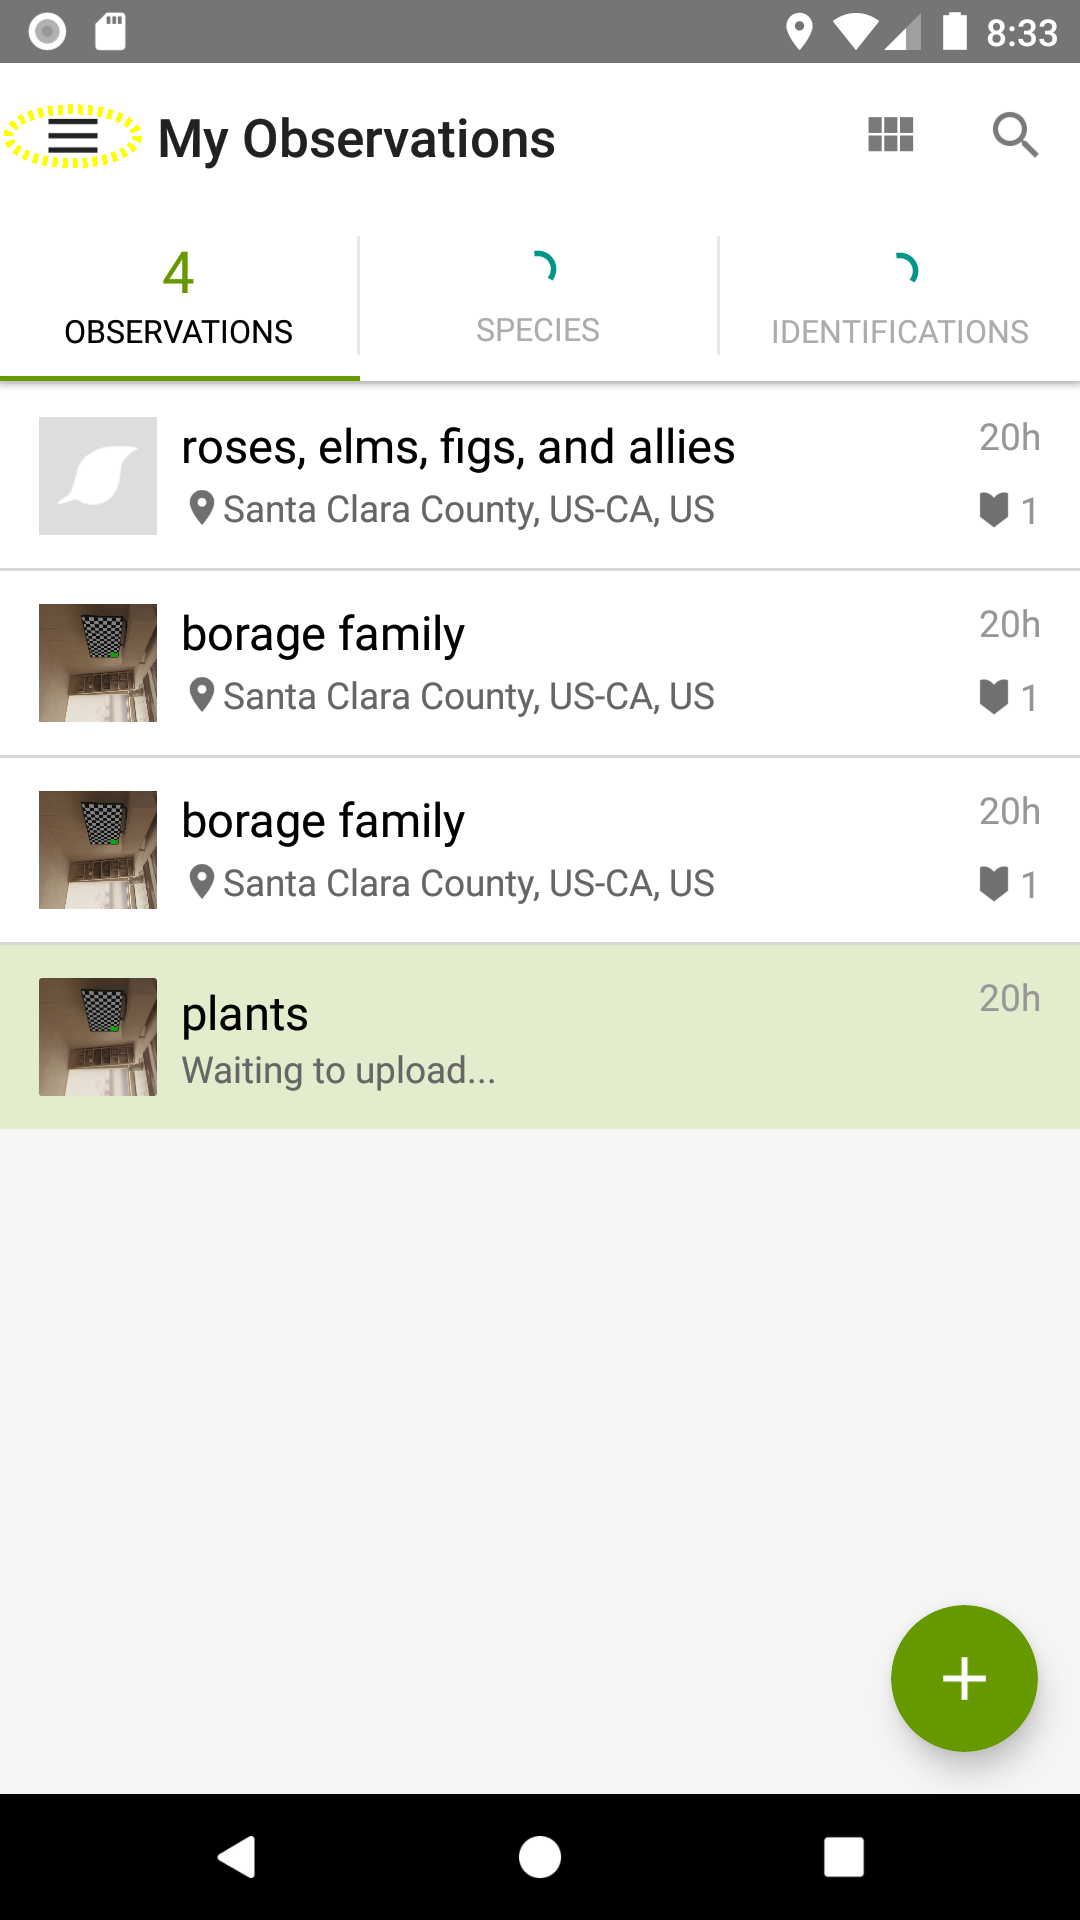 8:33
My Observations
4
OBSERVATIONS
SPECIES
IDENTIFICATIONS
roses, elms, figs, and allies
20h
Santa Clara County, US-CA, US
1
borage family
20h
Santa Clara County, US-CA, US
1
borage family
20h
Santa Clara County, US-CA, US
1
plants
20h
Waiting to upload...